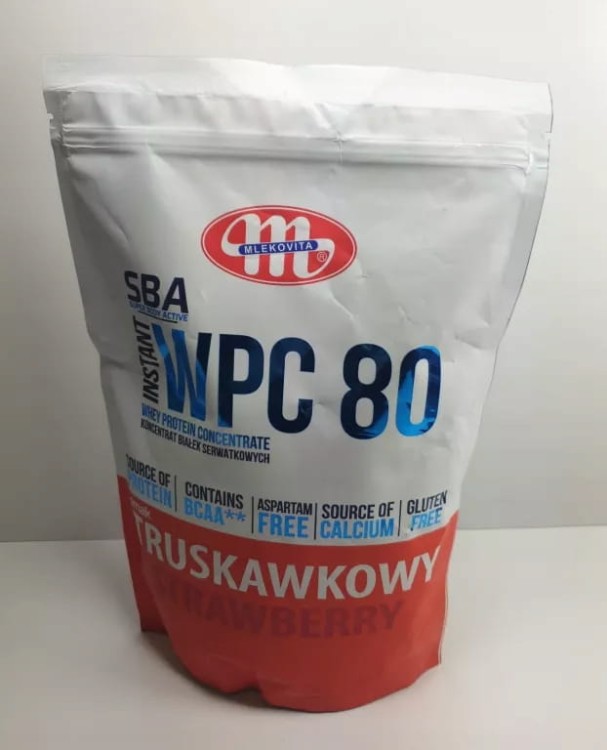 MLEKOVITA
®
SBA
SUPER BODY ACTIVE
INSTANT
WPC 80
WHEY PROTEIN CONCENTRATE
KONCENTRAT BIAŁEK SERWATKOWYCH
SOURCE OF
PROTEIN
CONTAINS
BCAA**
ASPARTAM
FREE
SOURCE OF
CALCIUM
GLUTEN
FREE
smak
TRUSKAWKOWY
STRAWBERRY